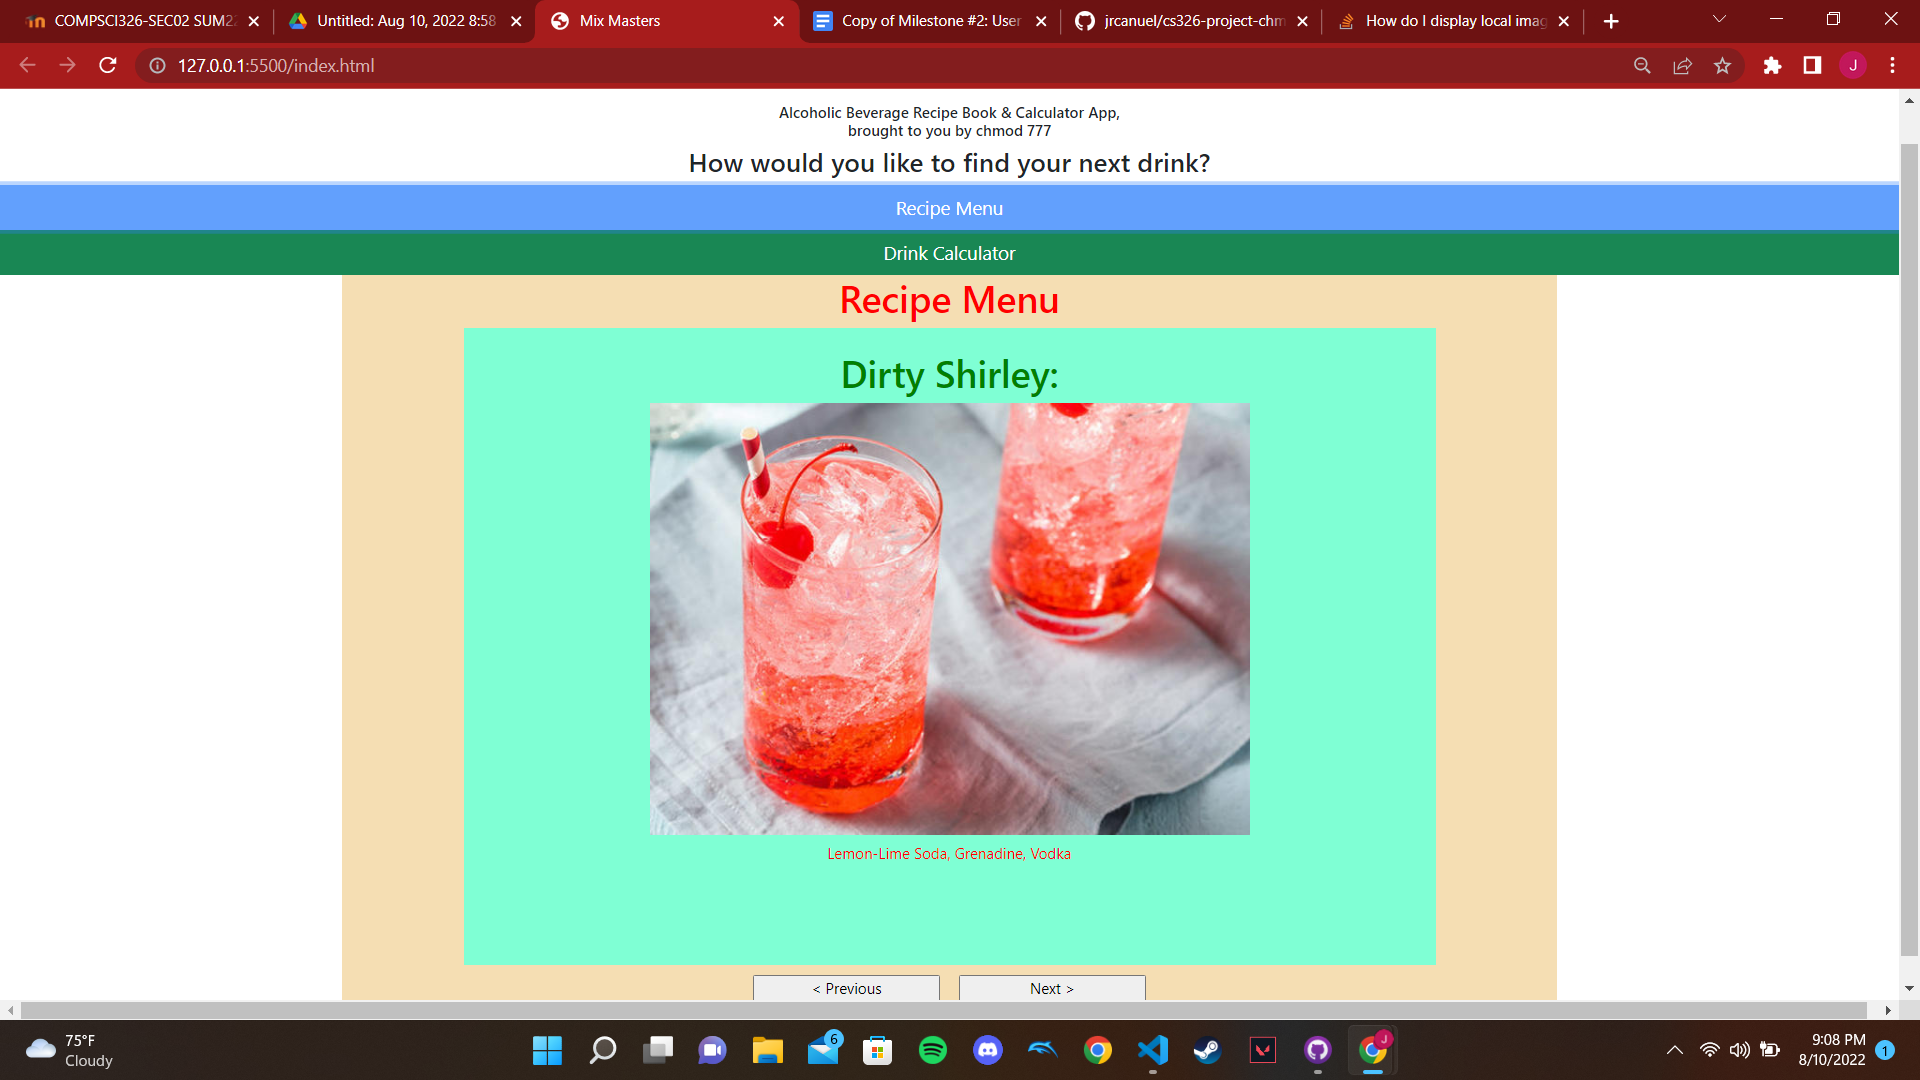 COMPSCI326-SEC02 SUM22
Untitled: Aug 10, 2022 8:58
Mix Masters
Copy of Milestone #2: User
jrcanuel/cs326-project-chm
How do I display local imag
127.0.0.1:5500/index.html
J
Alcoholic Beverage Recipe Book & Calculator App,
brought to you by chmod 777
How would you like to find your next drink?
Recipe Menu
Drink Calculator
Recipe Menu
Dirty Shirley:
Lemon-Lime Soda, Grenadine, Vodka
< Previous
Next >
75°F
Cloudy
6
J
9:08 PM
8/10/2022
1